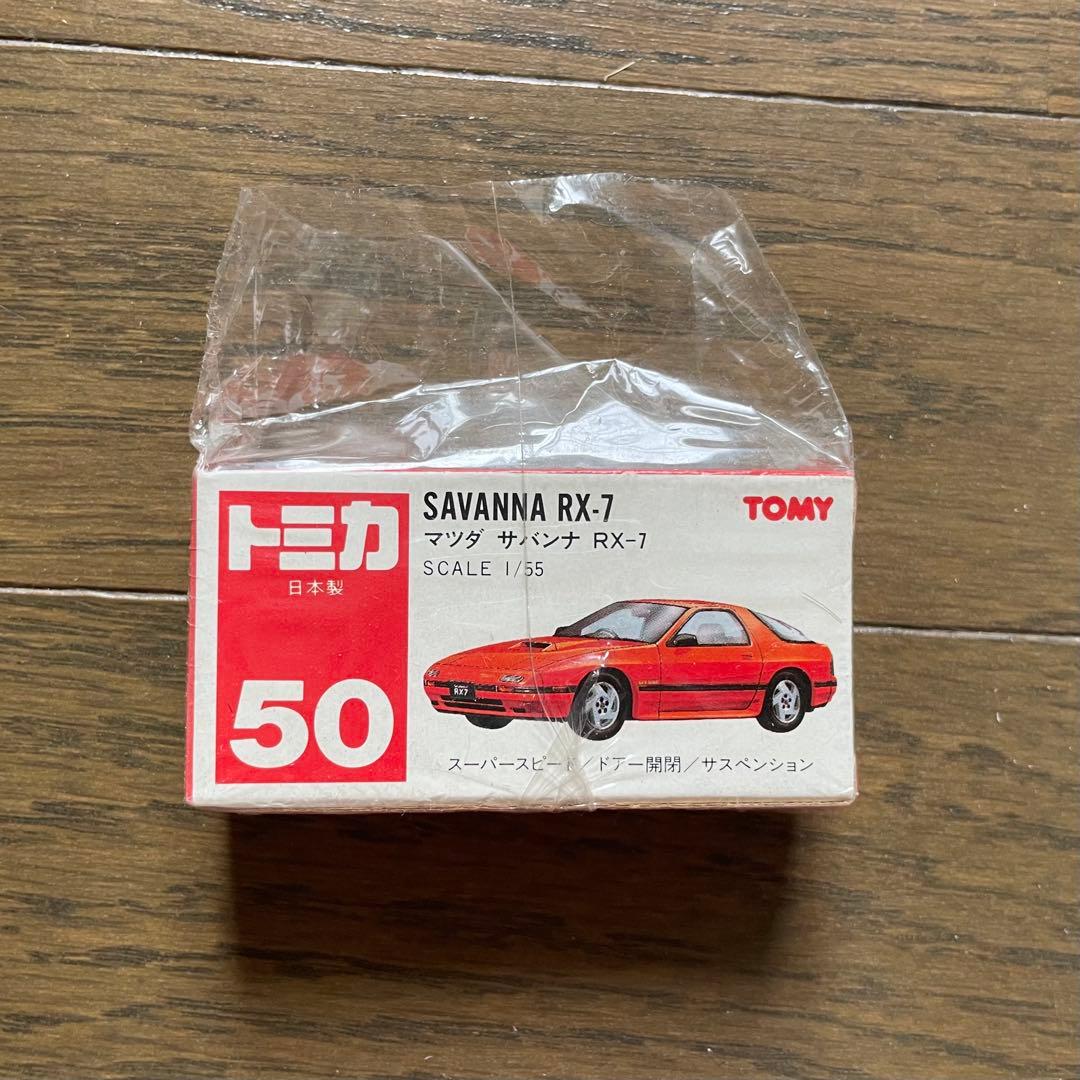 トミカ
日本製
50
SAVANNA RX-7
マツダ サバンナ RX-7
SCALE 1/55
TOMY
RX7
スーパースピード/ドアー開閉/サスペンション